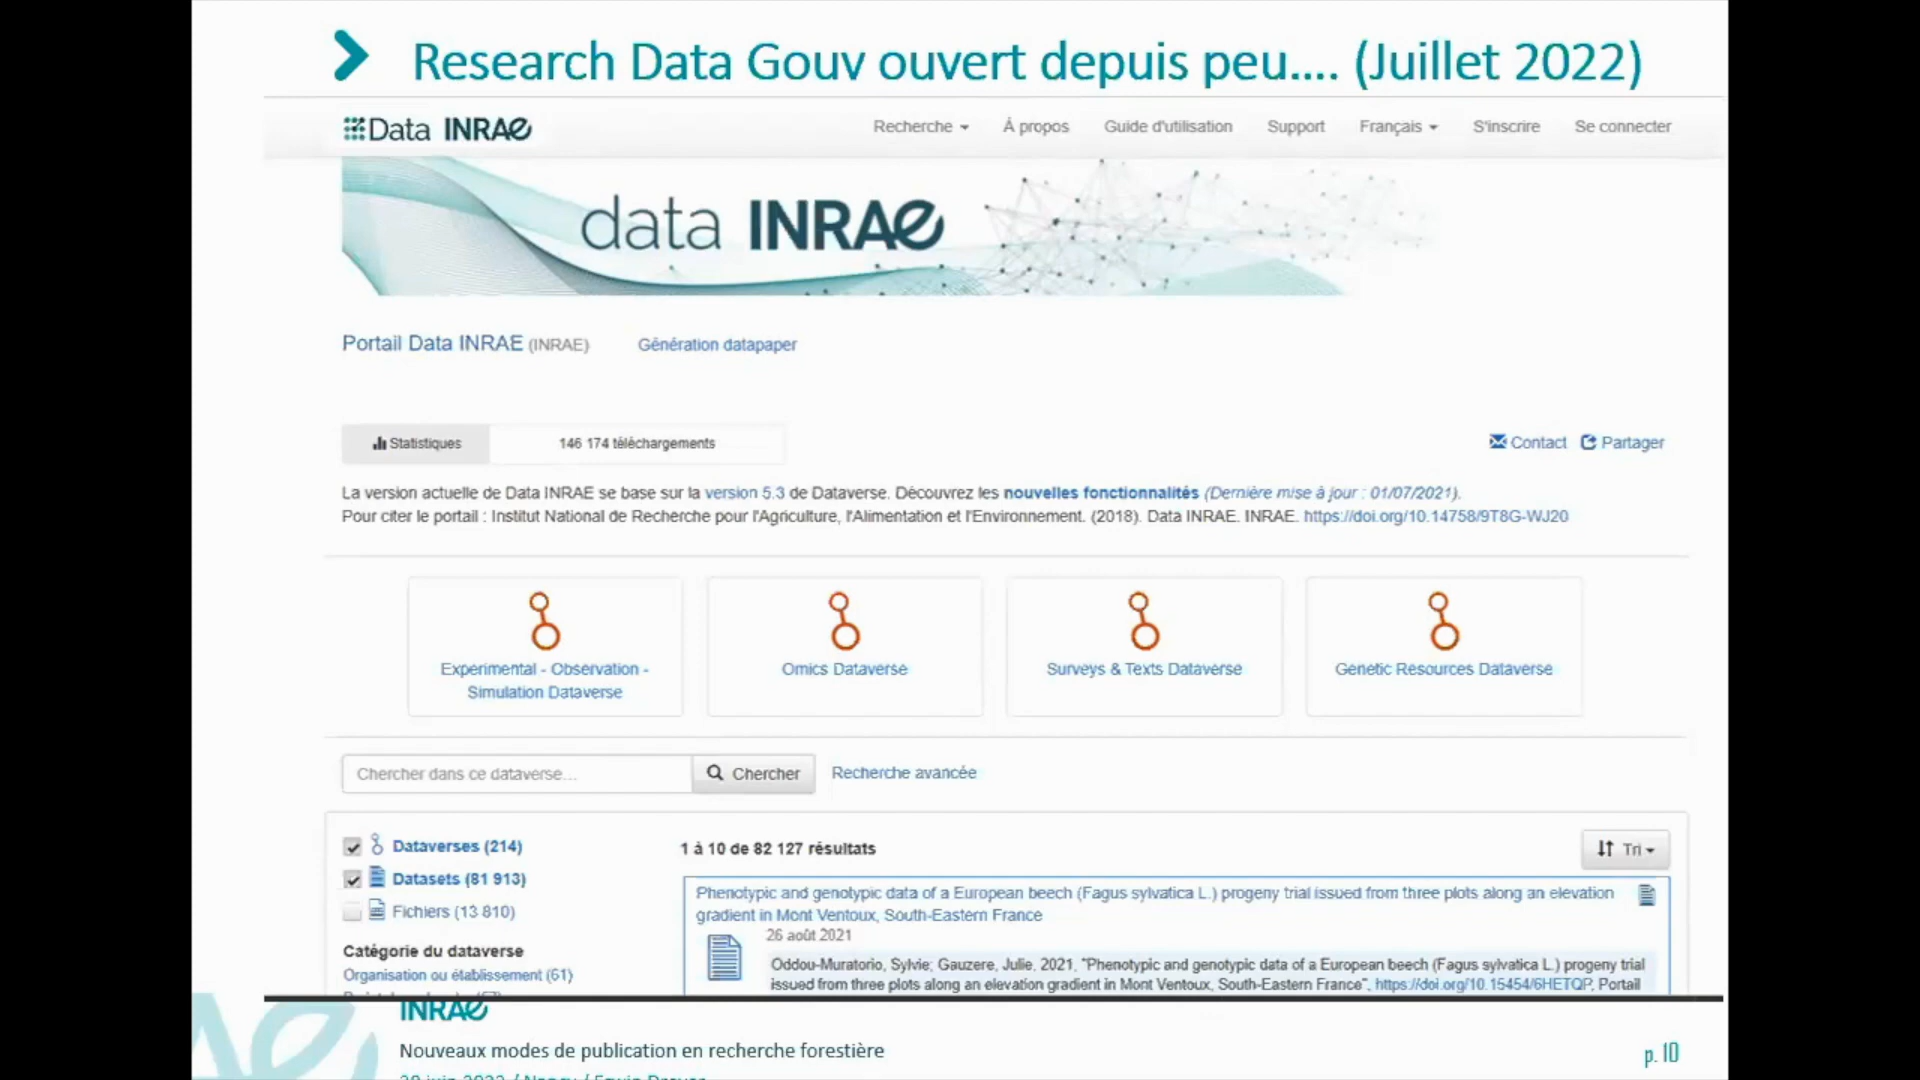 Research Data Gouv ouvert depuis peu.... (Juillet 2022)
Data INRAE
Recherche À propos Guide d'utilisation Support Français S'inscrire Se connecter
data INRAE
Portail Data INRAE (INRAE) Génération datapaper
Statistiques 146 174 téléchargements Contact Partager
La version actuelle de Data INRAE se base sur la version 5.3 de Dataverse. Découvrez les nouvelles fonctionnalités (Dernière mise à jour : 01/07/2021).
Pour citer le portail : Institut National de Recherche pour l'Agriculture, l'Alimentation et l'Environnement. (2018). Data INRAE. INRAE. https://doi.org/10.14758/9T8G-WJ20
Experimental - Observation -
Simulation Dataverse
Omics Dataverse
Surveys & Texts Dataverse
Genetic Resources Dataverse
Chercher dans ce dataverse... Chercher Recherche avancée
Dataverses (214)
Datasets (81 913)
Fichiers (13 810)
Catégorie du dataverse
Organisation ou établissement (61)
1 à 10 de 82 127 résultats Tri
Phenotypic and genotypic data of a European beech (Fagus sylvatica L.) progeny trial issued from three plots along an elevation
gradient in Mont Ventoux, South-Eastern France
26 août 2021
Oddou-Muratorio, Sylvie; Gauzere, Julie, 2021, "Phenotypic and genotypic data of a European beech (Fagus sylvatica L.) progeny trial
issued from three plots along an elevation gradient in Mont Ventoux, South-Eastern France", https://doi.org/10.15454/6HETQP, Portail
INRAE
Nouveaux modes de publication en recherche forestière
p. 10